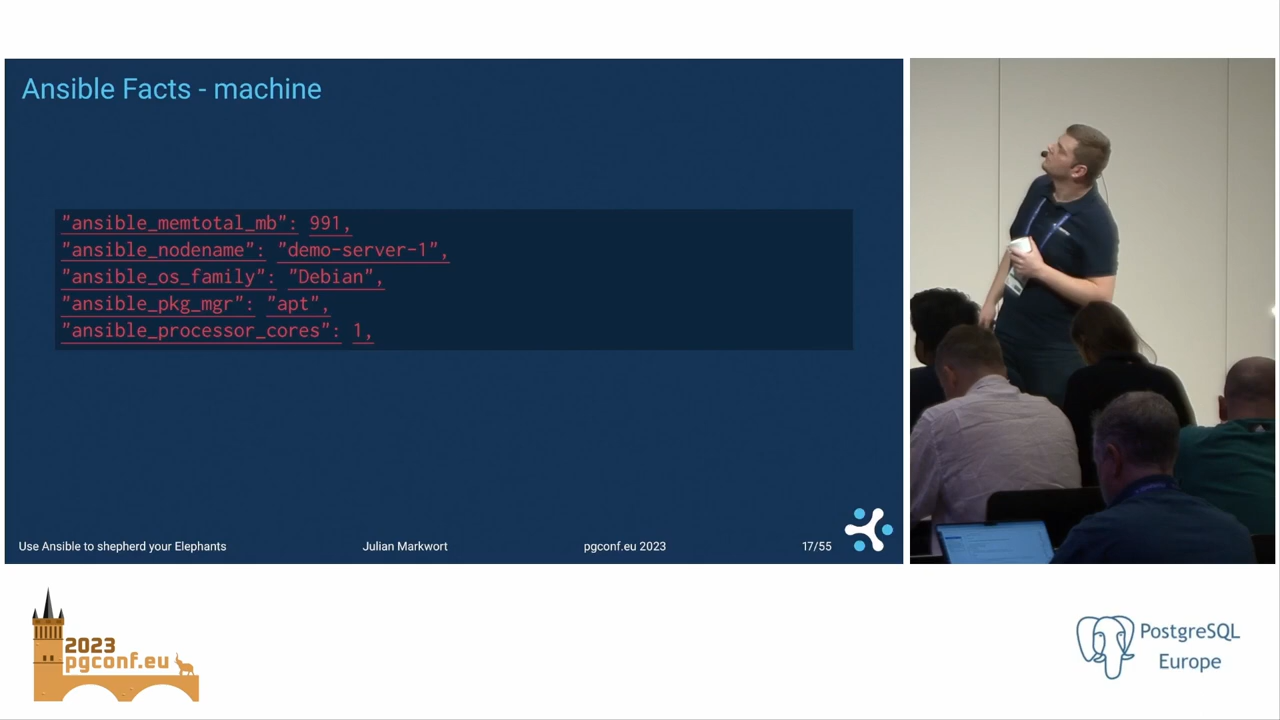 Ansible Facts - machine
"ansible_memtotal_mb": 991,
"ansible_nodename": "demo-server-1",
"ansible_os_family": "Debian",
"ansible_pkg_mgr": "apt",
"ansible_processor_cores": 1,
Use Ansible to shepherd your Elephants
Julian Markwort
pgconf.eu 2023
17/55
2023
pgconf.eu
PostgreSQL
Europe